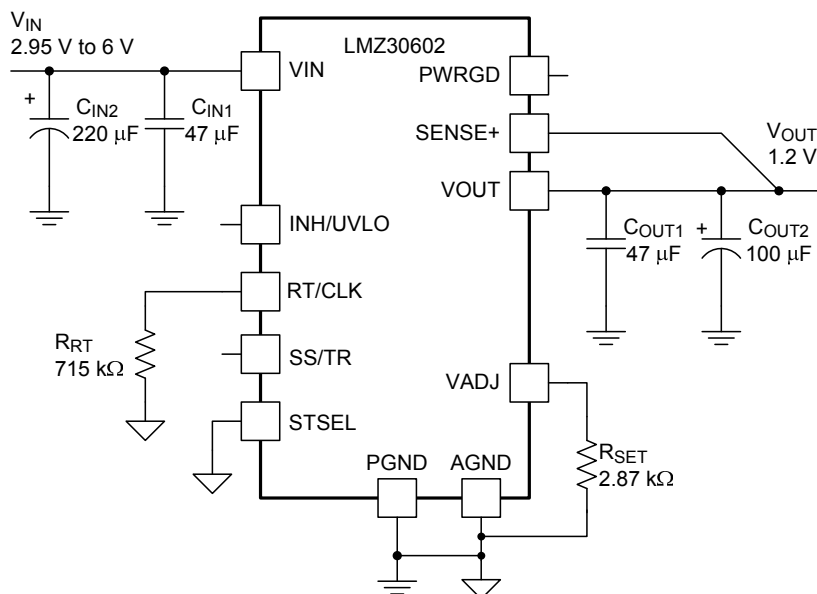 V_IN
2.95 V to 6 V
LMZ30602
VIN
PWRGD
C_IN2
220 μF
C_IN1
47 μF
SENSE+
V_OUT
1.2 V
VOUT
INH/UVLO
C_OUT1
47 μF
C_OUT2
100 μF
RT/CLK
R_RT
715 kΩ
SS/TR
VADJ
STSEL
PGND
AGND
R_SET
2.87 kΩ
+
+